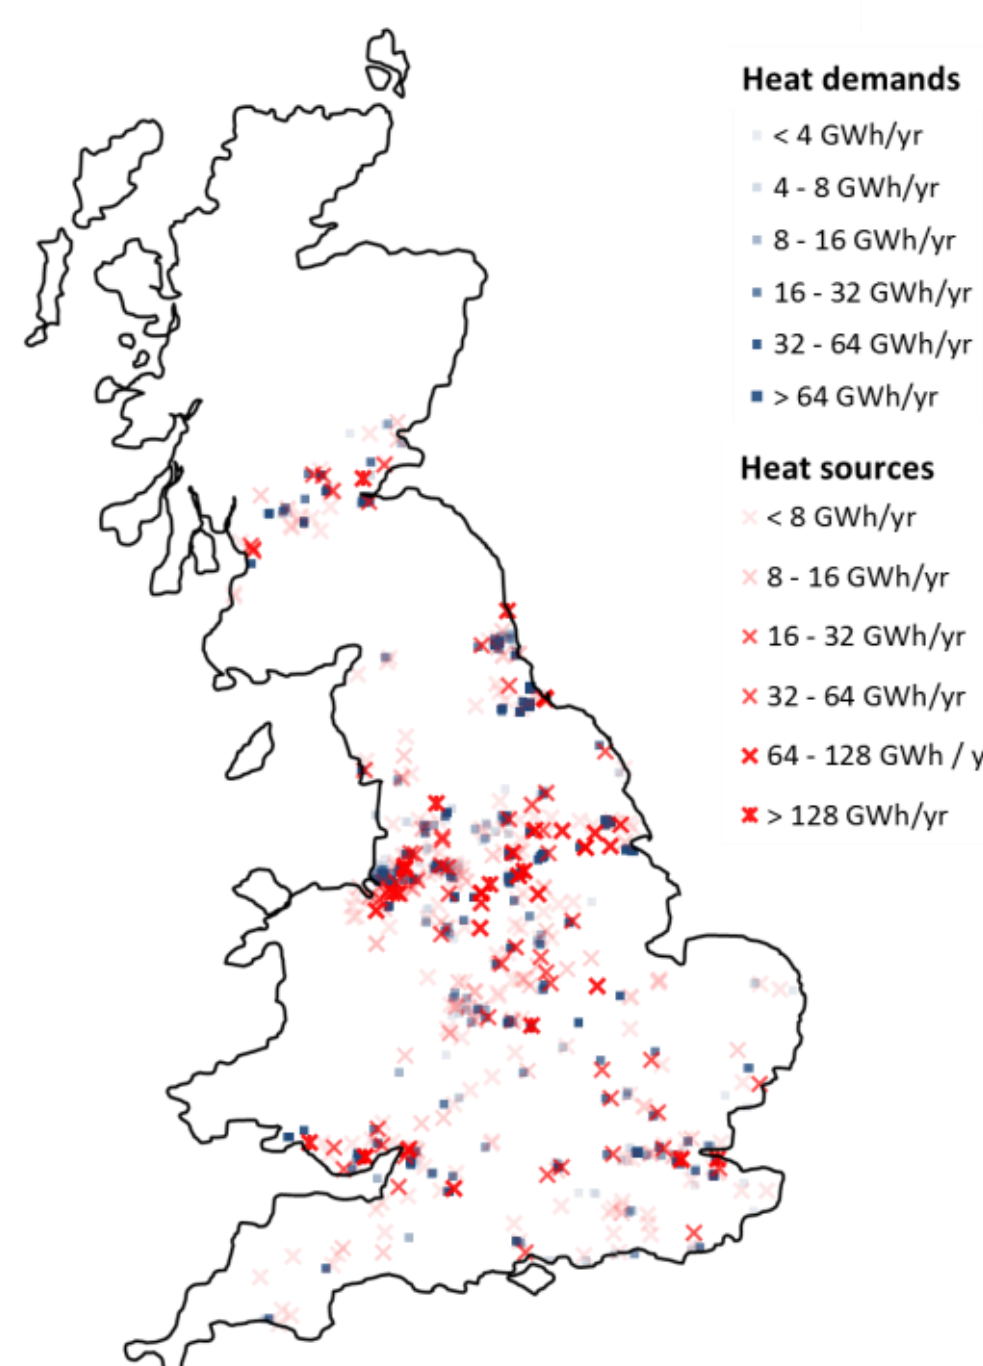 Heat demands
< 4 GWh/yr
4 - 8 GWh/yr
8 - 16 GWh/yr
16 - 32 GWh/yr
32 - 64 GWh/yr
> 64 GWh/yr
Heat sources
< 8 GWh/yr
8 - 16 GWh/yr
16 - 32 GWh/yr
32 - 64 GWh/yr
64 - 128 GWh / y
> 128 GWh/yr